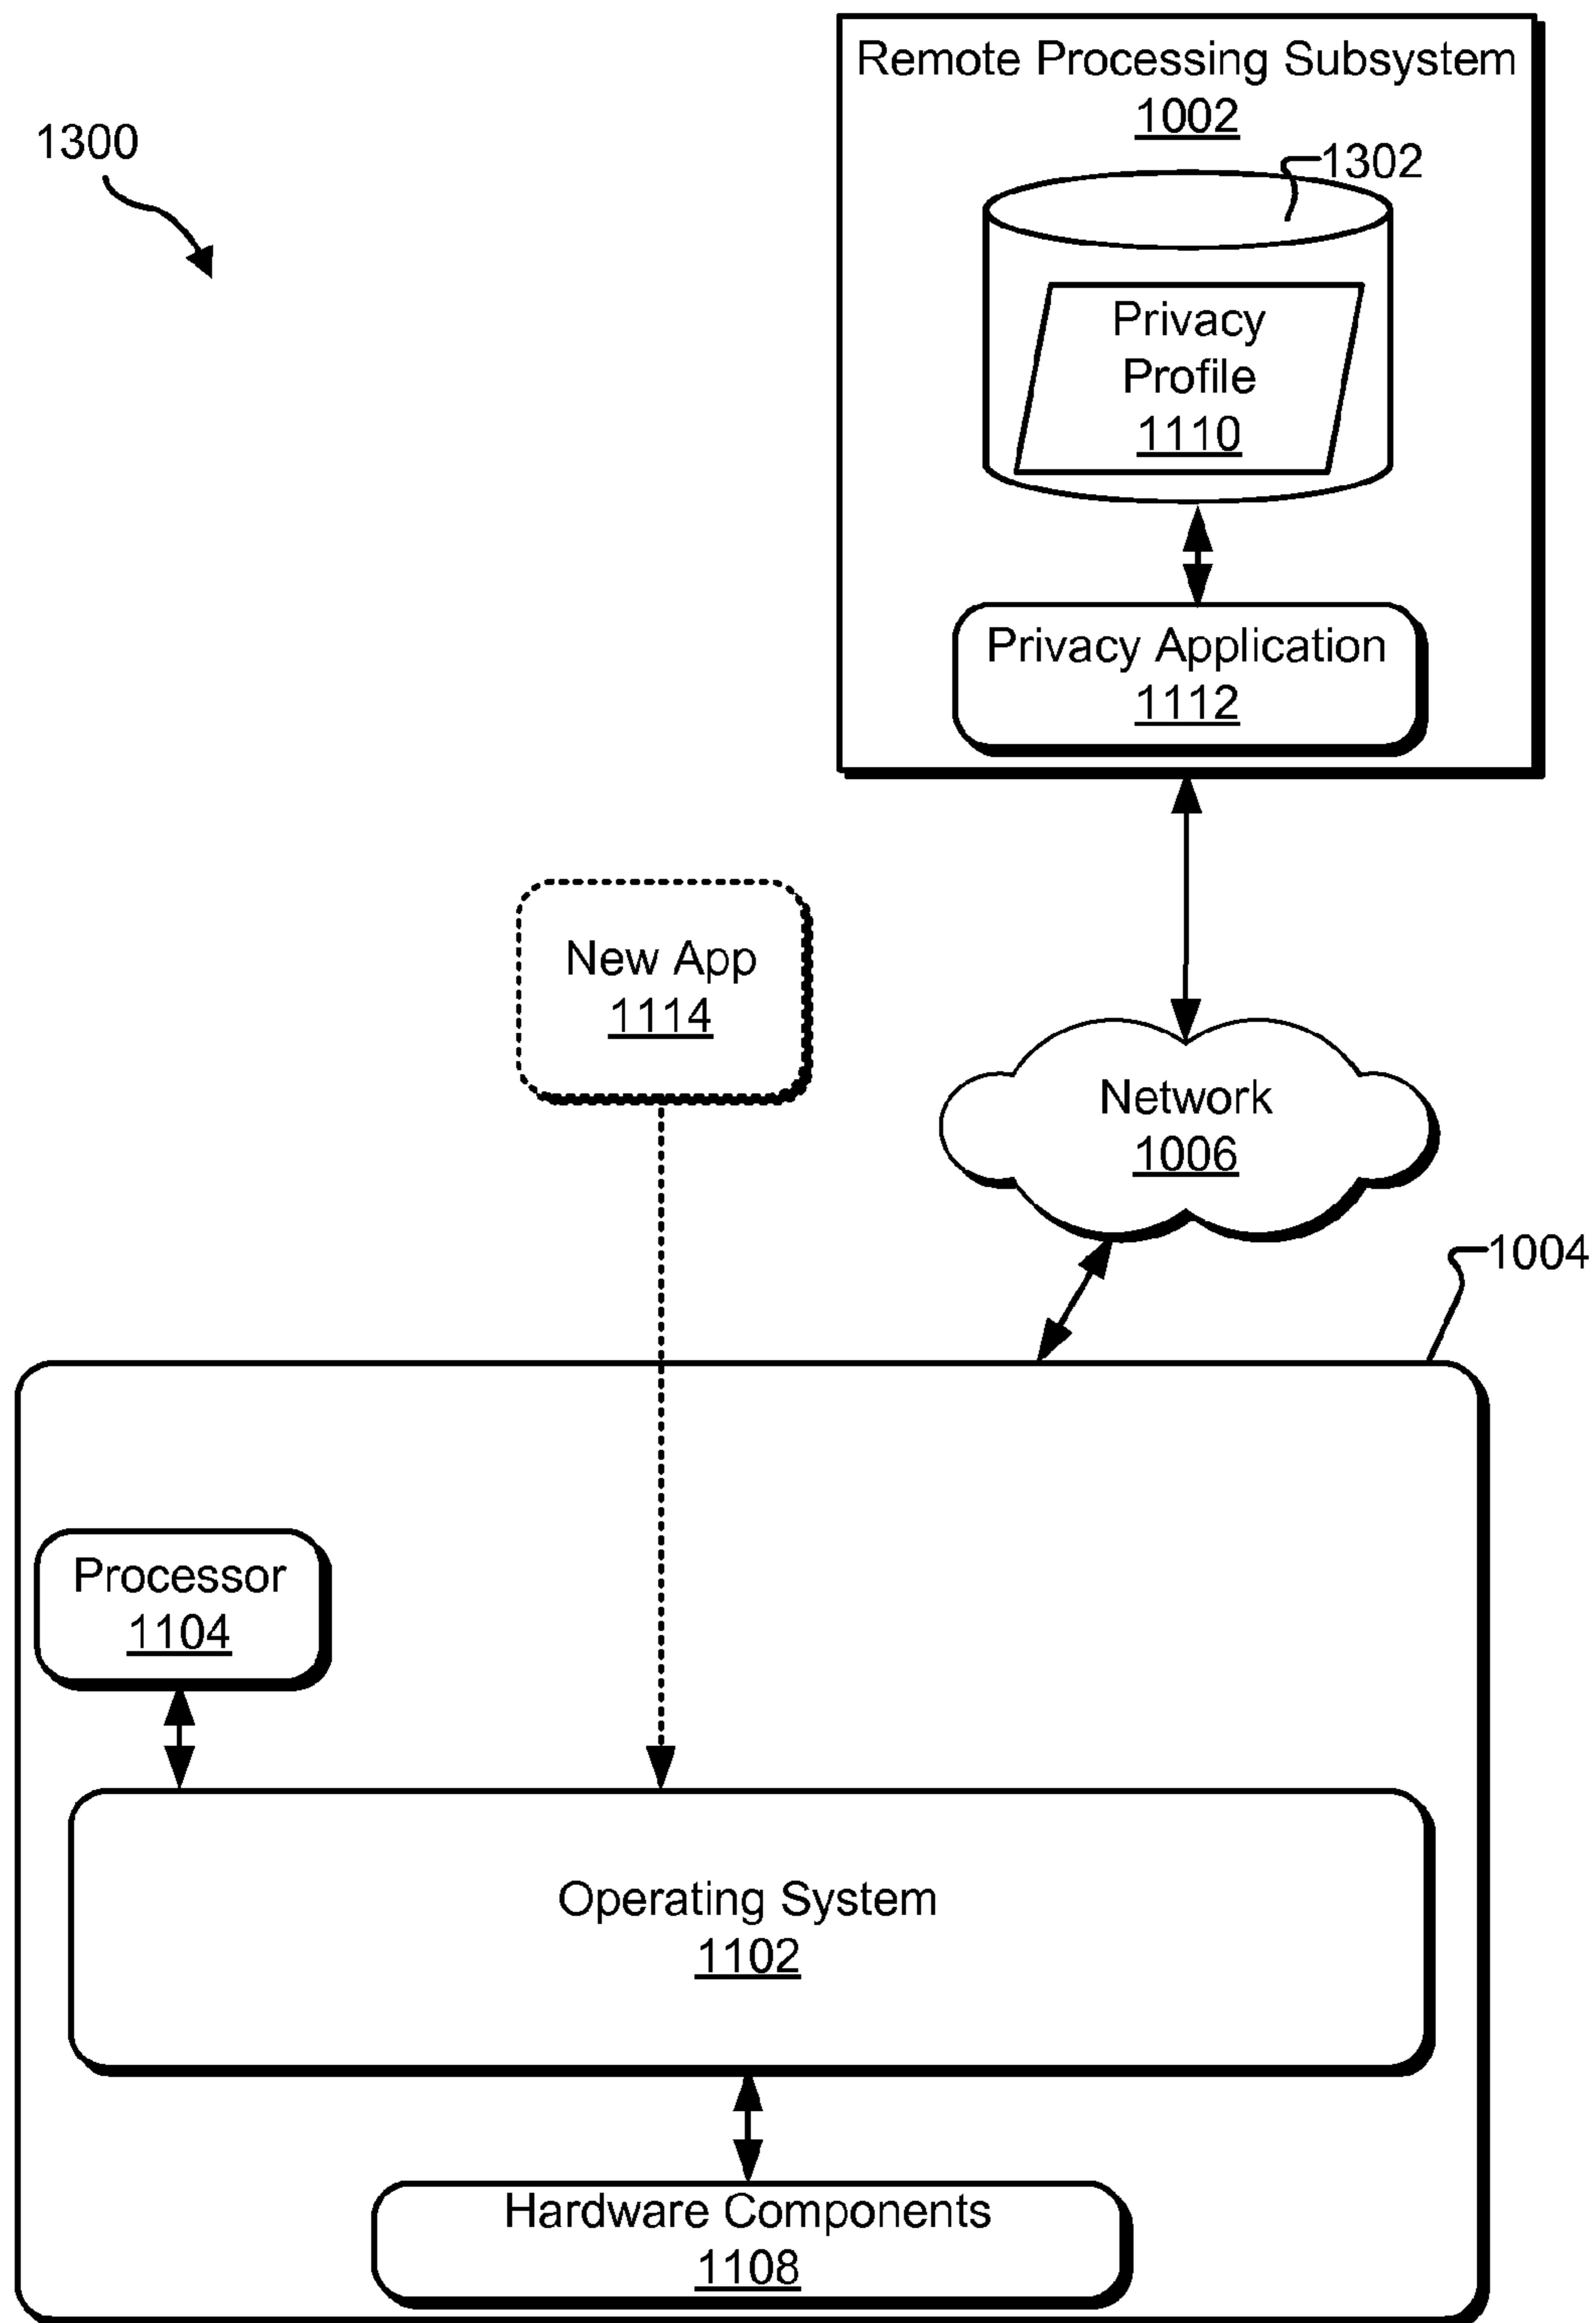 Remote Processing Subsystem
1002
1300
1302
Privacy
Profile
1110
Privacy Application
1112
New App
1114
Network
1006
1004
Processor
1104
Operating System
1102
Hardware Components
1108